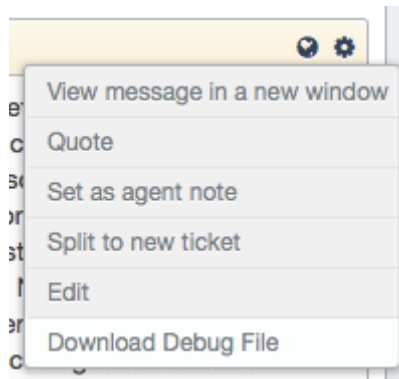 View message in a new window
Quote
Set as agent note
Split to new ticket
Edit
Download Debug File